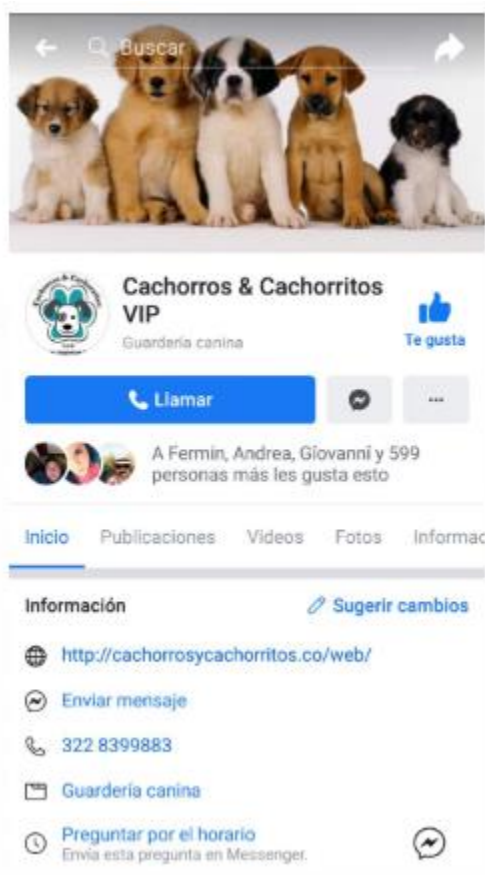 Buscar
Cachorros & Cachorritos
VIP
Guardería canina
Te gusta
Llamar
A Fermin, Andrea, Giovanni y 599
personas más les gusta esto
Inicio Publicaciones Videos Fotos Informac
Información Sugerir cambios
http://cachorrosycachorritos.co/web/
Enviar mensaje
322 8399883
Guardería canina
Preguntar por el horario
Envía esta pregunta en Messenger.